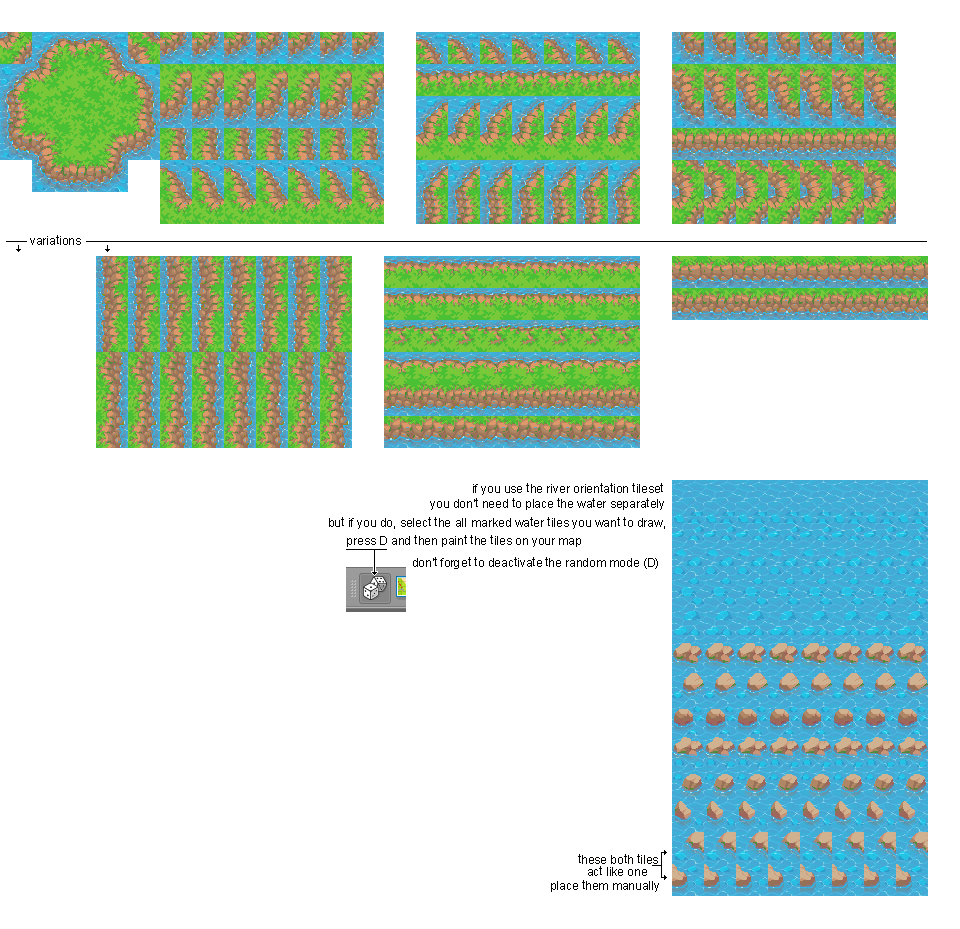 variations
if you use the river orientation tileset
you don't need to place the water separately
but if you do, select the all marked water tiles you want to draw,
press D and then paint the tiles on your map
don't forget to deactivate the random mode (D)
these both tiles
act like one
place them manually